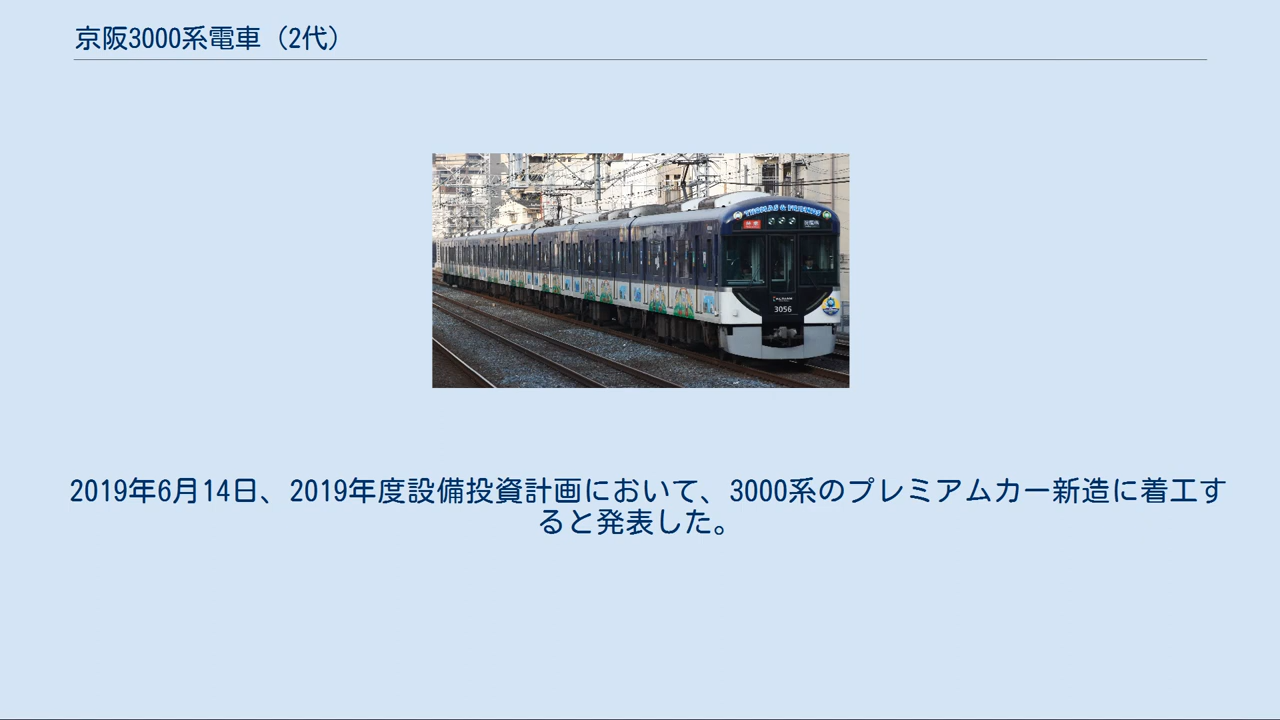 京阪3000系電車（2代）
THOMAS & FRIENDS
3056
2019年6月14日、2019年度設備投資計画において、3000系のプレミアムカー新造に着工す
ると発表した。